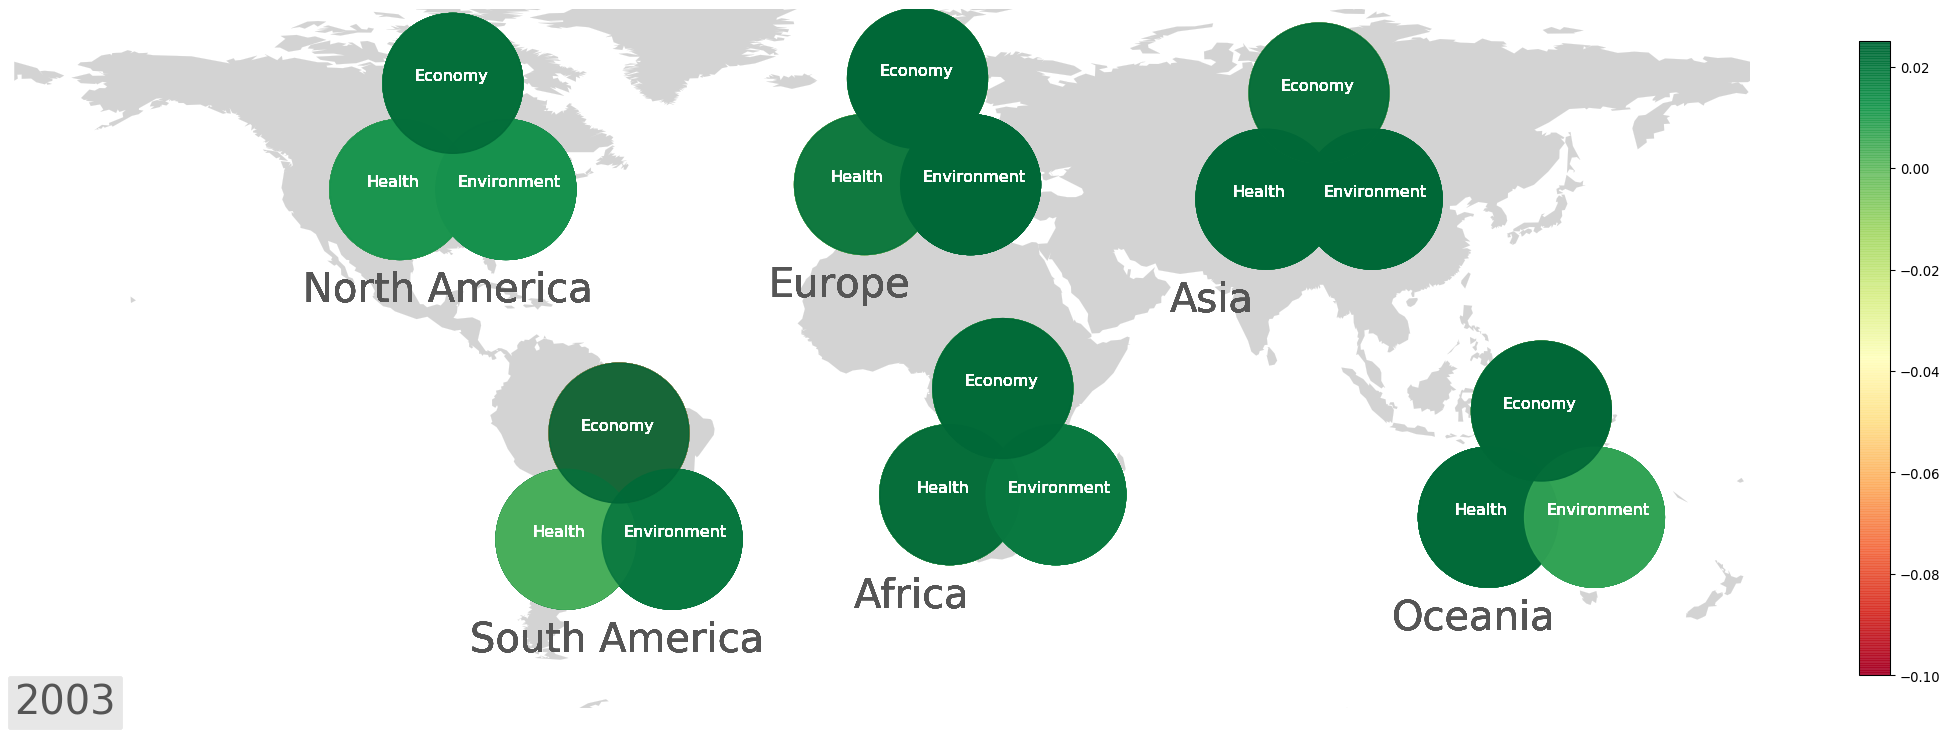 Economy
Health
Environment
North America
Economy
Health
Environment
Europe
Economy
Health
Environment
Asia
Economy
Health
Environment
South America
Economy
Health
Environment
Africa
Economy
Health
Environment
Oceania
2003
0.02
0.00
−0.02
−0.04
−0.06
−0.08
−0.10